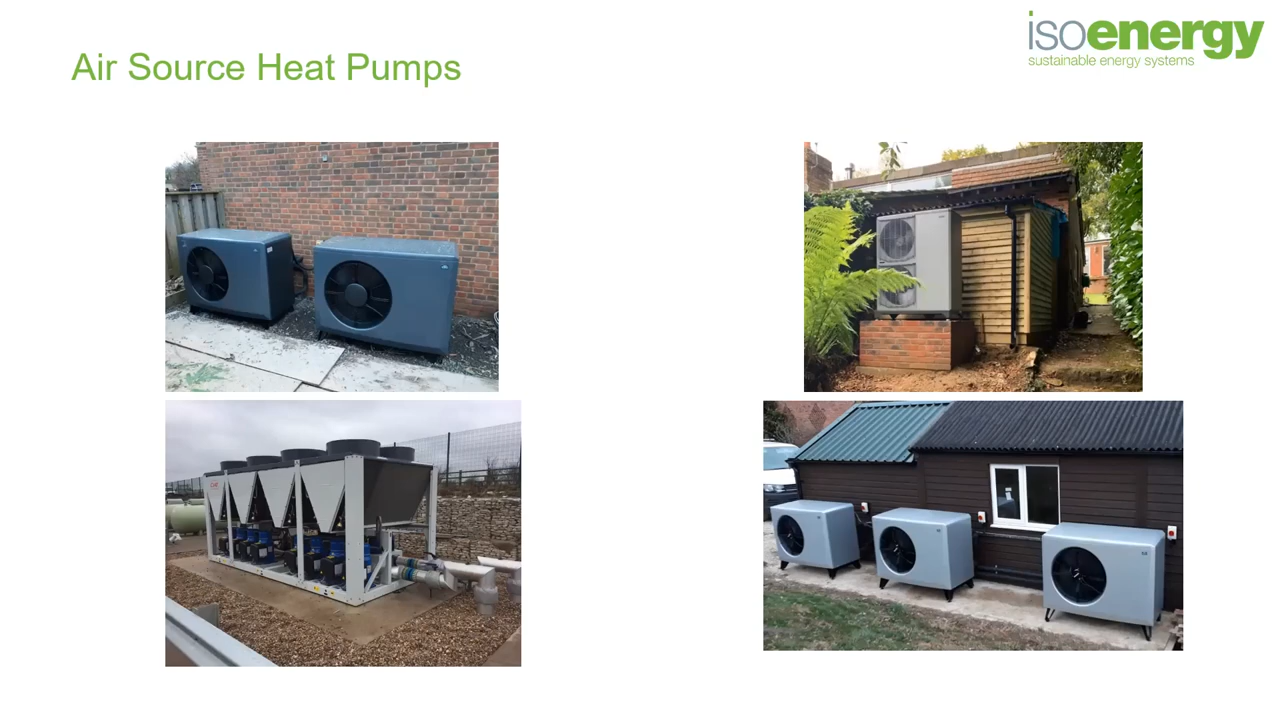 Air Source Heat Pumps
isoenergy
sustainable energy systems